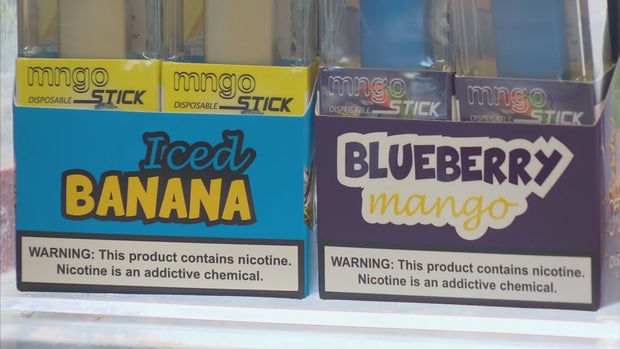 mngo
DISPOSABLE STICK
mngo
DISPOSABLE STICK
Iced
BANANA
WARNING: This product contains nicotine.
Nicotine is an addictive chemical.
mngo
DISPOSABLE STICK
mngo
DISPOSABLE STICK
BLUEBERRY
mango
WARNING: This product contains nicotine.
Nicotine is an addictive chemical.